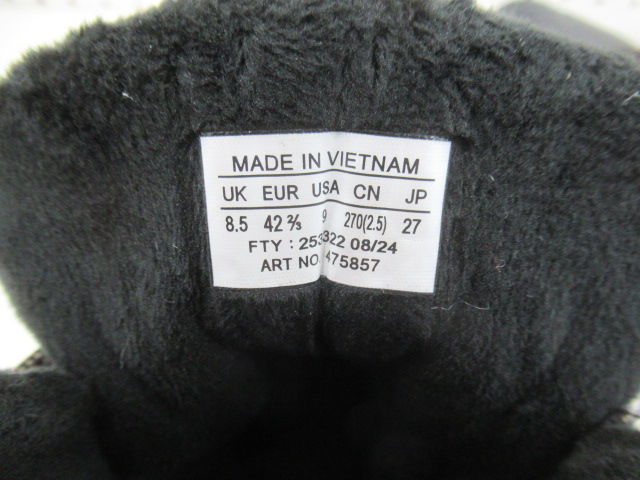 MADE IN VIETNAM
UK EUR USA CN JP
8.5 42⅔ 9 270(2.5) 27
FTY : 253322 08/24
ART NO. 475857